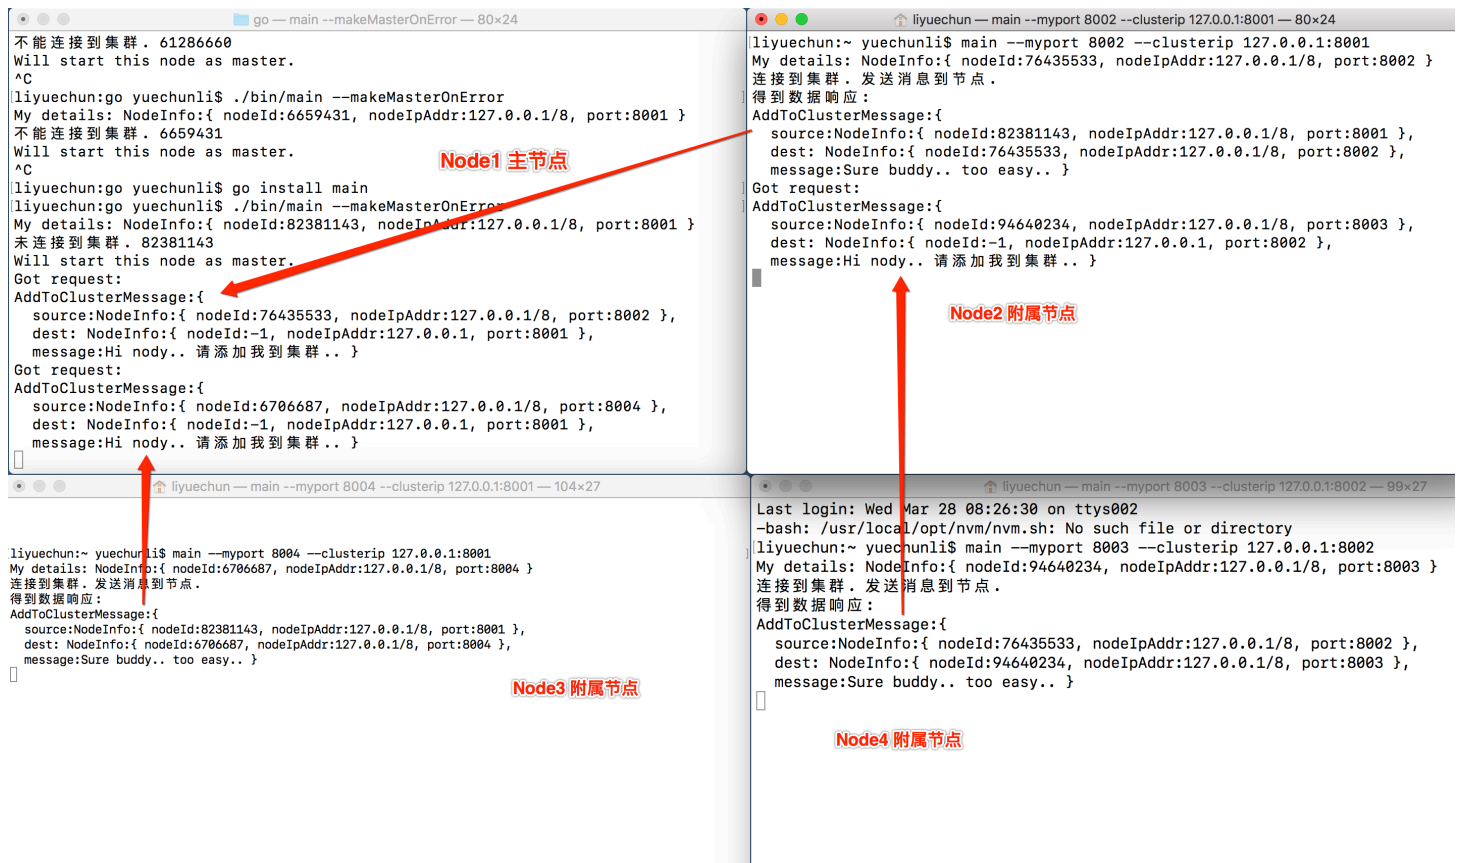 go — main --makeMasterOnError — 80×24
不能连接到集群. 61286660
Will start this node as master.
^C
liyuechun:go yuechunli$ ./bin/main --makeMasterOnError
My details: NodeInfo:{ nodeId:6659431, nodeIpAddr:127.0.0.1/8, port:8001 }
不能连接到集群. 6659431
Will start this node as master.
^C
liyuechun:go yuechunli$ go install main
liyuechun:go yuechunli$ ./bin/main --makeMasterOnError
My details: NodeInfo:{ nodeId:82381143, nodeIpAddr:127.0.0.1/8, port:8001 }
未连接到集群. 82381143
Will start this node as master.
Got request:
AddToClusterMessage:{
  source:NodeInfo:{ nodeId:76435533, nodeIpAddr:127.0.0.1/8, port:8002 },
  dest: NodeInfo:{ nodeId:-1, nodeIpAddr:127.0.0.1, port:8001 },
  message:Hi nody.. 请添加我到集群.. }
Got request:
AddToClusterMessage:{
  source:NodeInfo:{ nodeId:6706687, nodeIpAddr:127.0.0.1/8, port:8004 },
  dest: NodeInfo:{ nodeId:-1, nodeIpAddr:127.0.0.1, port:8001 },
  message:Hi nody.. 请添加我到集群.. }
Node1 主节点
liyuechun — main --myport 8002 --clusterip 127.0.0.1:8001 — 80×24
liyuechun:~ yuechunli$ main --myport 8002 --clusterip 127.0.0.1:8001
My details: NodeInfo:{ nodeId:76435533, nodeIpAddr:127.0.0.1/8, port:8002 }
连接到集群. 发送消息到节点.
得到数据响应:
AddToClusterMessage:{
  source:NodeInfo:{ nodeId:82381143, nodeIpAddr:127.0.0.1/8, port:8001 },
  dest: NodeInfo:{ nodeId:76435533, nodeIpAddr:127.0.0.1/8, port:8002 },
  message:Sure buddy.. too easy.. }
Got request:
AddToClusterMessage:{
  source:NodeInfo:{ nodeId:94640234, nodeIpAddr:127.0.0.1/8, port:8003 },
  dest: NodeInfo:{ nodeId:-1, nodeIpAddr:127.0.0.1, port:8002 },
  message:Hi nody.. 请添加我到集群.. }
Node2 附属节点
liyuechun — main --myport 8004 --clusterip 127.0.0.1:8001 — 104×27
liyuechun:~ yuechunli$ main --myport 8004 --clusterip 127.0.0.1:8001
My details: NodeInfo:{ nodeId:6706687, nodeIpAddr:127.0.0.1/8, port:8004 }
连接到集群. 发送消息到节点.
得到数据响应:
AddToClusterMessage:{
  source:NodeInfo:{ nodeId:82381143, nodeIpAddr:127.0.0.1/8, port:8001 },
  dest: NodeInfo:{ nodeId:6706687, nodeIpAddr:127.0.0.1/8, port:8004 },
  message:Sure buddy.. too easy.. }
Node3 附属节点
liyuechun — main --myport 8003 --clusterip 127.0.0.1:8002 — 99×27
Last login: Wed Mar 28 08:26:30 on ttys002
-bash: /usr/local/opt/nvm/nvm.sh: No such file or directory
liyuechun:~ yuechunli$ main --myport 8003 --clusterip 127.0.0.1:8002
My details: NodeInfo:{ nodeId:94640234, nodeIpAddr:127.0.0.1/8, port:8003 }
连接到集群. 发送消息到节点.
得到数据响应:
AddToClusterMessage:{
  source:NodeInfo:{ nodeId:76435533, nodeIpAddr:127.0.0.1/8, port:8002 },
  dest: NodeInfo:{ nodeId:94640234, nodeIpAddr:127.0.0.1/8, port:8003 },
  message:Sure buddy.. too easy.. }
Node4 附属节点